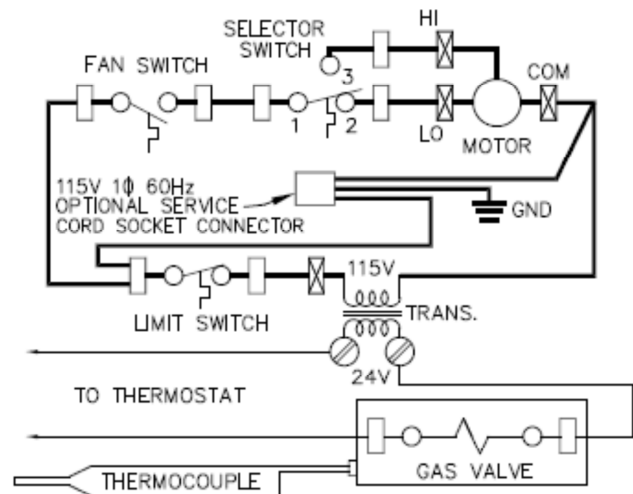 HI
SELECTOR
SWITCH
FAN SWITCH
3
COM
1
2
LO
MOTOR
115V 1ϕ 60Hz
OPTIONAL SERVICE
CORD SOCKET CONNECTOR
GND
115V
LIMIT SWITCH
TRANS.
24V
TO THERMOSTAT
GAS VALVE
THERMOCOUPLE